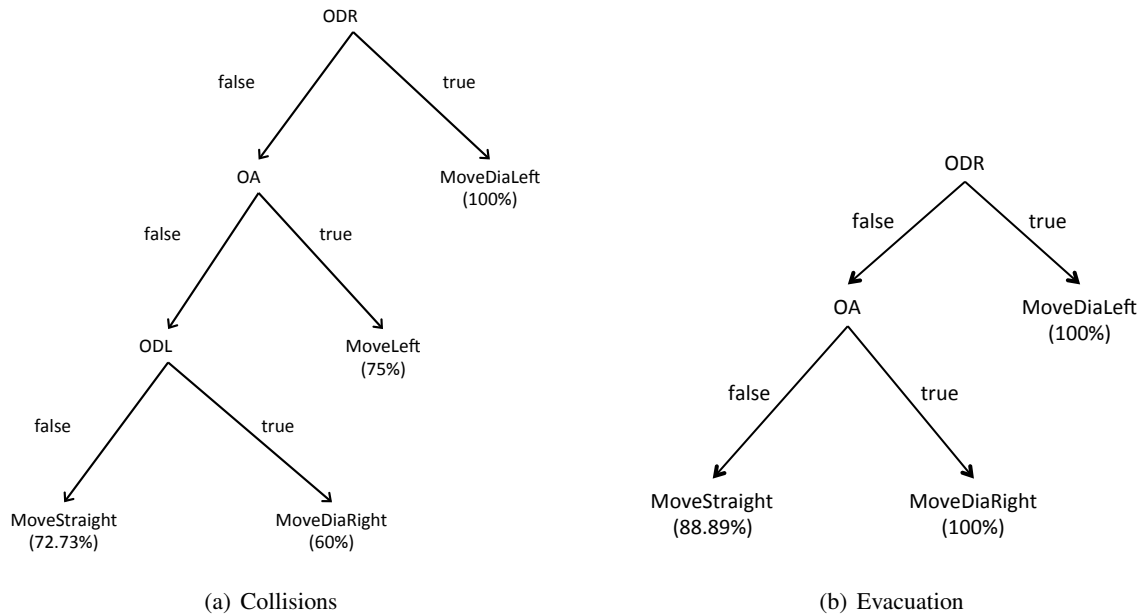 ODR
false
true
OA
MoveDiaLeft
(100%)
false
true
ODL
MoveLeft
(75%)
false
true
MoveStraight
(72.73%)
MoveDiaRight
(60%)
(a) Collisions
ODR
false
true
OA
MoveDiaLeft
(100%)
false
true
MoveStraight
(88.89%)
MoveDiaRight
(100%)
(b) Evacuation